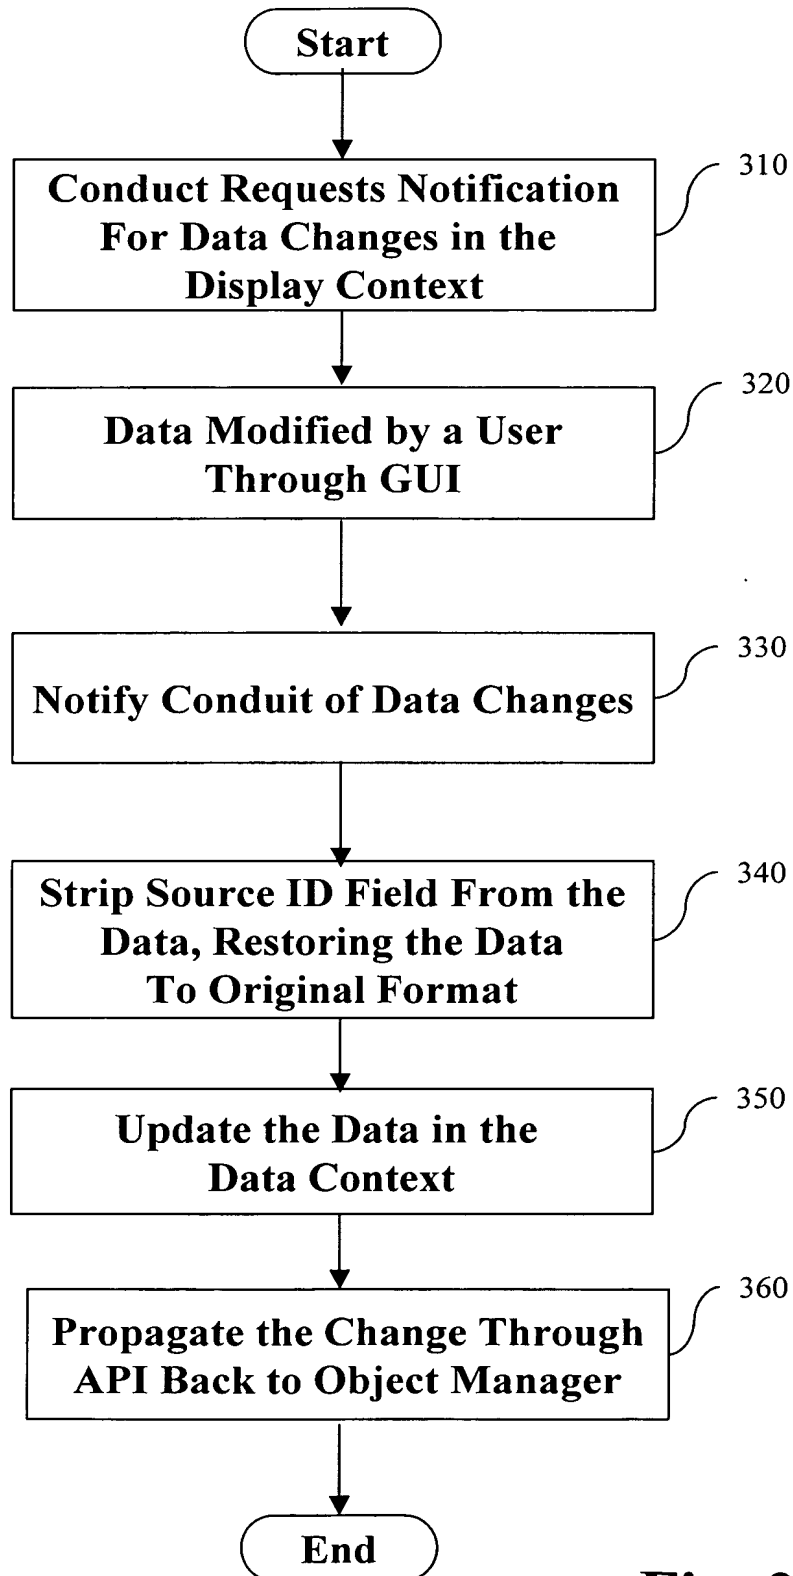 Start
Conduct Requests Notification
For Data Changes in the
Display Context
310
Data Modified by a User
Through GUI
320
Notify Conduit of Data Changes
330
Strip Source ID Field From the
Data, Restoring the Data
To Original Format
340
Update the Data in the
Data Context
350
Propagate the Change Through
API Back to Object Manager
360
End